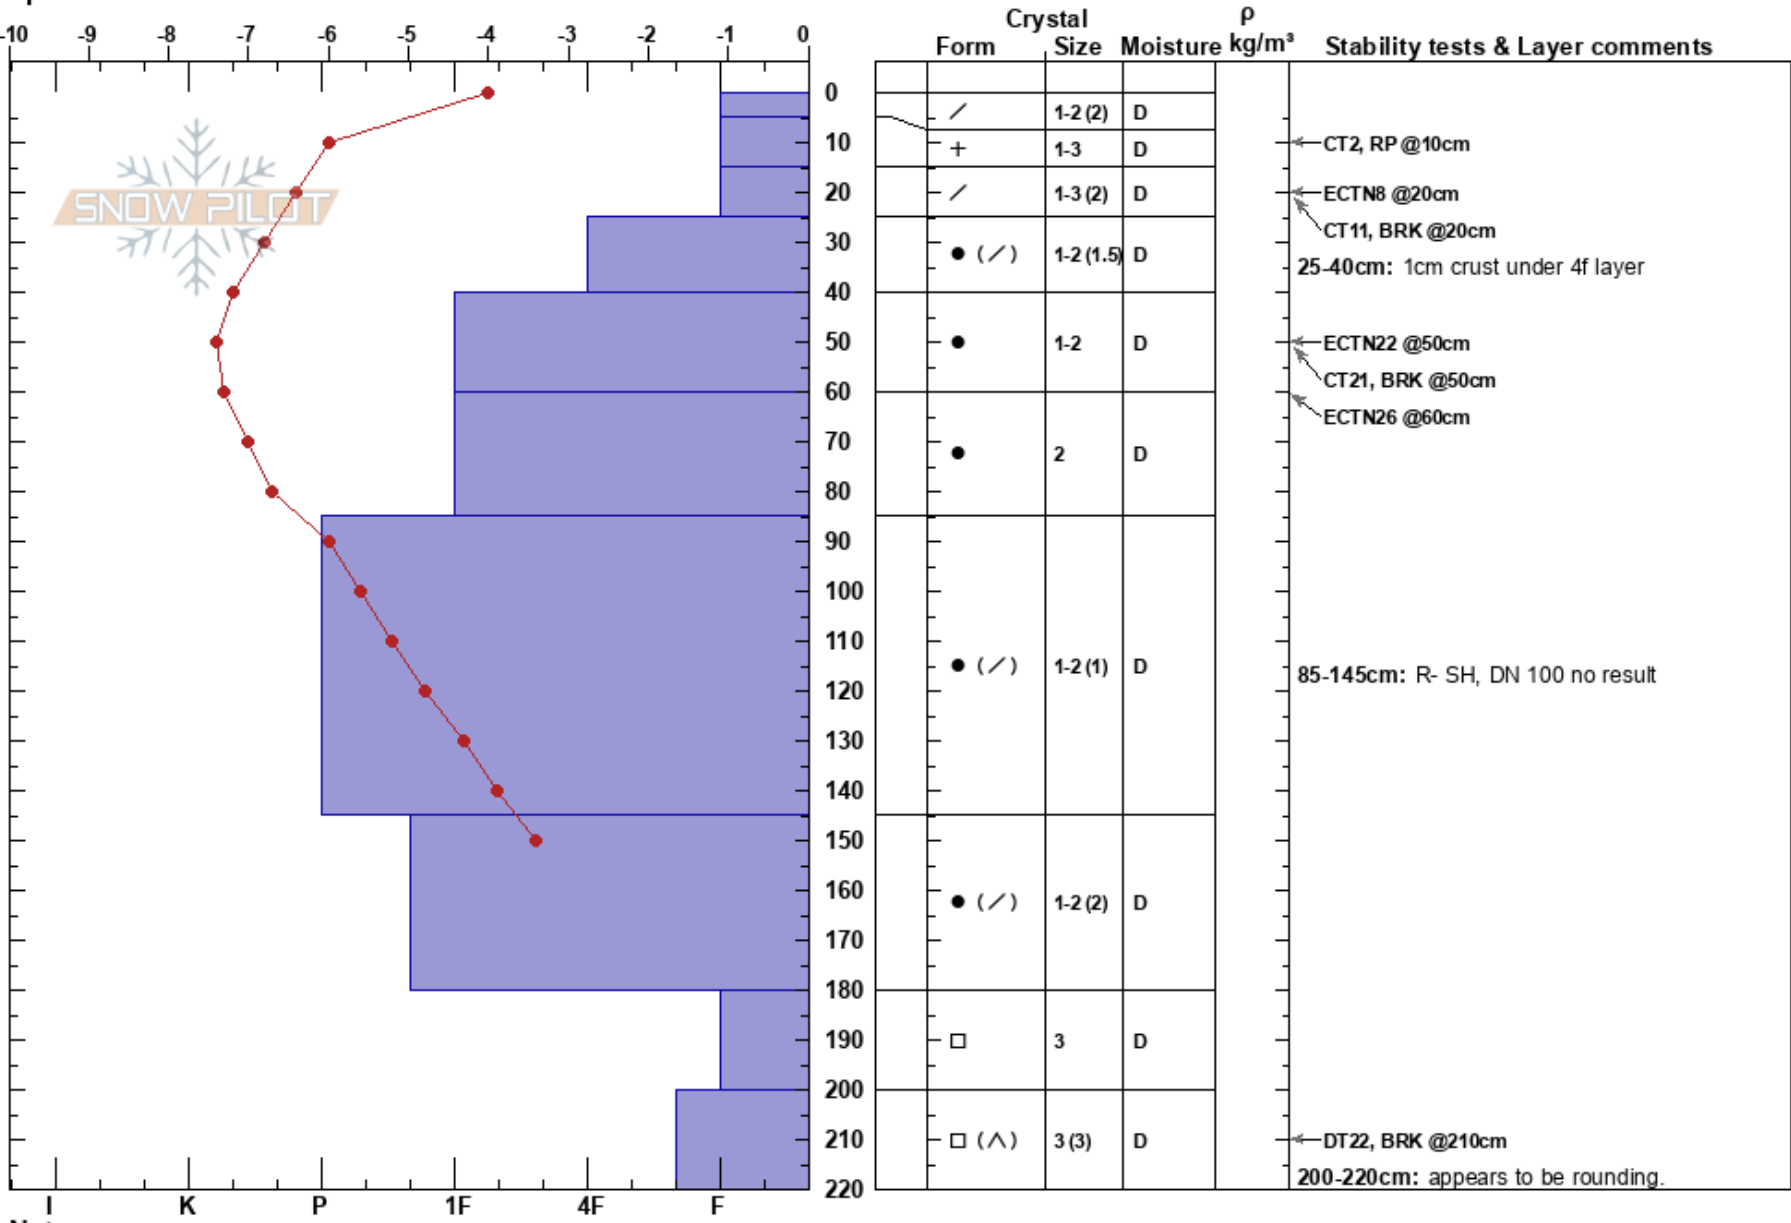 -10 -9 -8 -7 -6 -5 -4 -3 -2 -1 0
Crystal ρ
Form Size Moisture kg/m³ Stability tests & Layer comments
0
/ 1-2 (2) D
10 + 1-3 D CT2, RP @10cm
20 / 1-3 (2) D ECTN8 @20cm
SNOW PILOT
CT11, BRK @20cm
30 ● (/) 1-2 (1.5) D
25-40cm: 1cm crust under 4f layer
40
50 ● 1-2 D ECTN22 @50cm
CT21, BRK @50cm
60
ECTN26 @60cm
70
● 2 D
80
90
100
110
● (/) 1-2 (1) D 85-145cm: R- SH, DN 100 no result
120
130
140
150
160
● (/) 1-2 (2) D
170
180
190 □ 3 D
200
210 □ (∧) 3 (3) D DT22, BRK @210cm
200-220cm: appears to be rounding.
220
I K P 1F 4F F